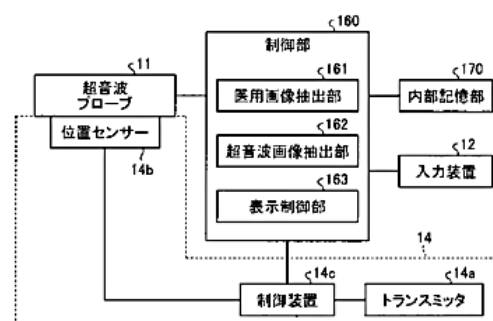 160
制御部
11
超音波
プローブ
161
医用画像抽出部
170
内部記憶部
位置センサー
14b
162
超音波画像抽出部
12
入力装置
163
表示制御部
14
14c
制御装置
14a
トランスミッタ